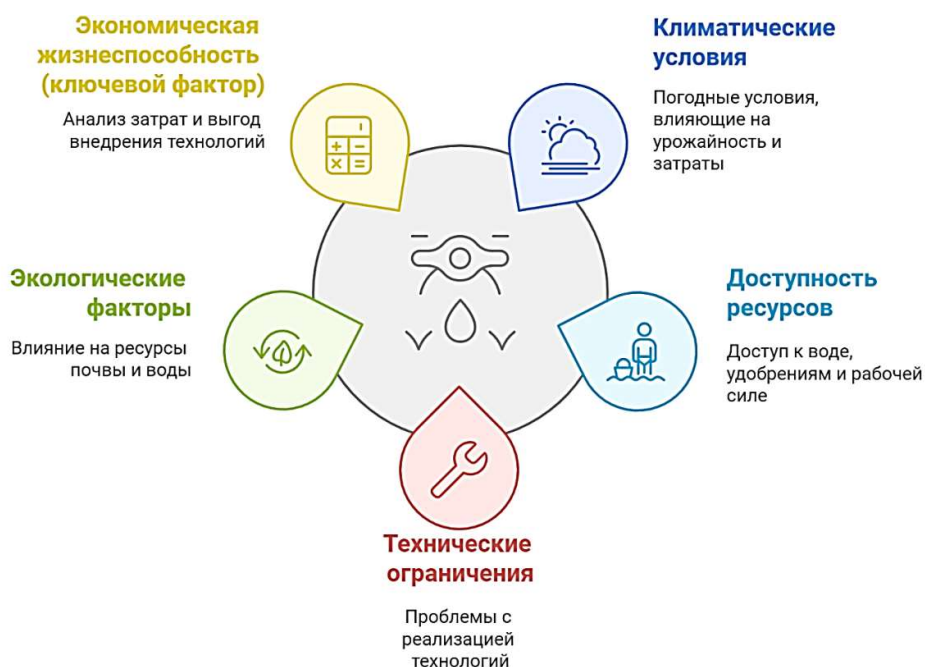 Экономическая
жизнеспособность
(ключевой фактор)
Анализ затрат и выгод
внедрения технологий
Климатические
условия
Погодные условия,
влияющие на
урожайность и
затраты
Экологические
факторы
Влияние на ресурсы
почвы и воды
Доступность
ресурсов
Доступ к воде,
удобрениям и рабочей
силе
Технические
ограничения
Проблемы с
реализацией
технологий